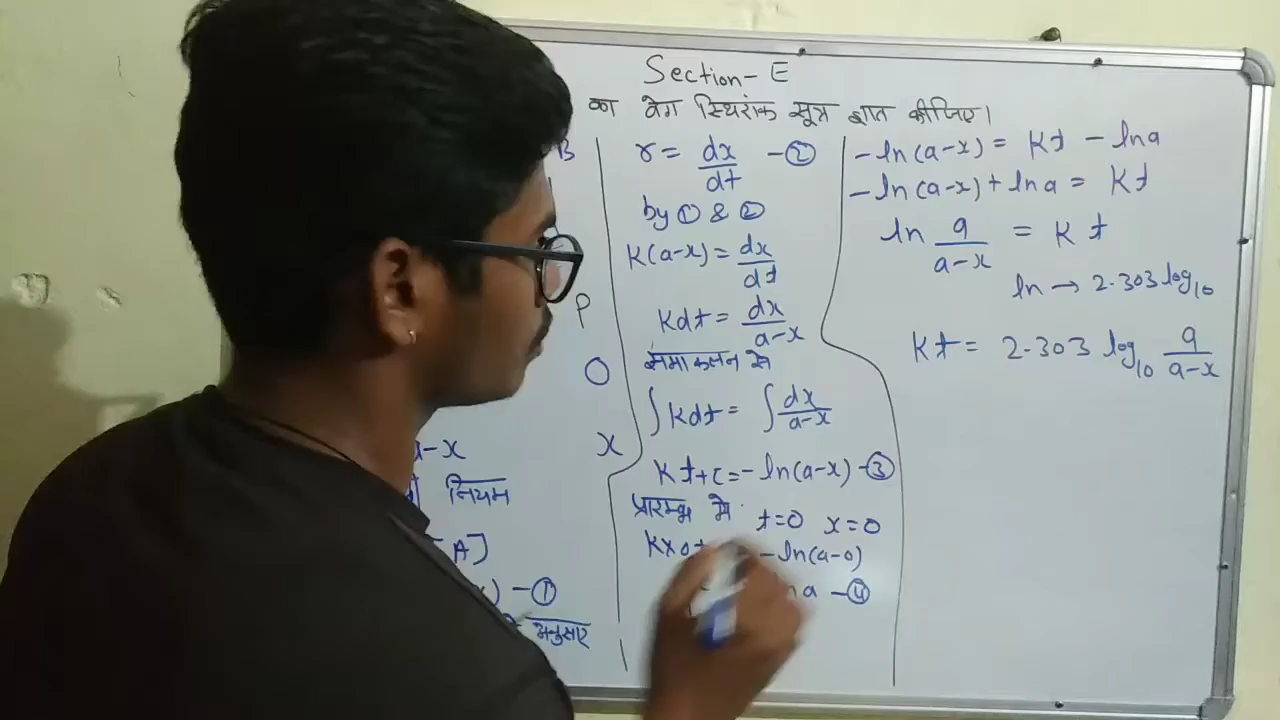 Section - E
का वेग स्थिरांक सूत्र ज्ञात कीजिए।
B
P
O
X
a-x
नियम
A]
) - ①
अनुसार
r = dx/dt - ②
by ① & ②
K(a-x) = dx/dt
Kdt = dx/a-x
समाकलन से
∫Kdt = ∫dx/a-x
Kt+c = -ln(a-x) - ③
प्रारम्भ में t=0 x=0
Kx0+ -ln(a-0)
na - ④
-ln(a-x) = Kt - lna
-ln(a-x) + lna = Kt
ln a/a-x = Kt
ln → 2.303 log₁₀
Kt = 2.303 log₁₀ a/a-x